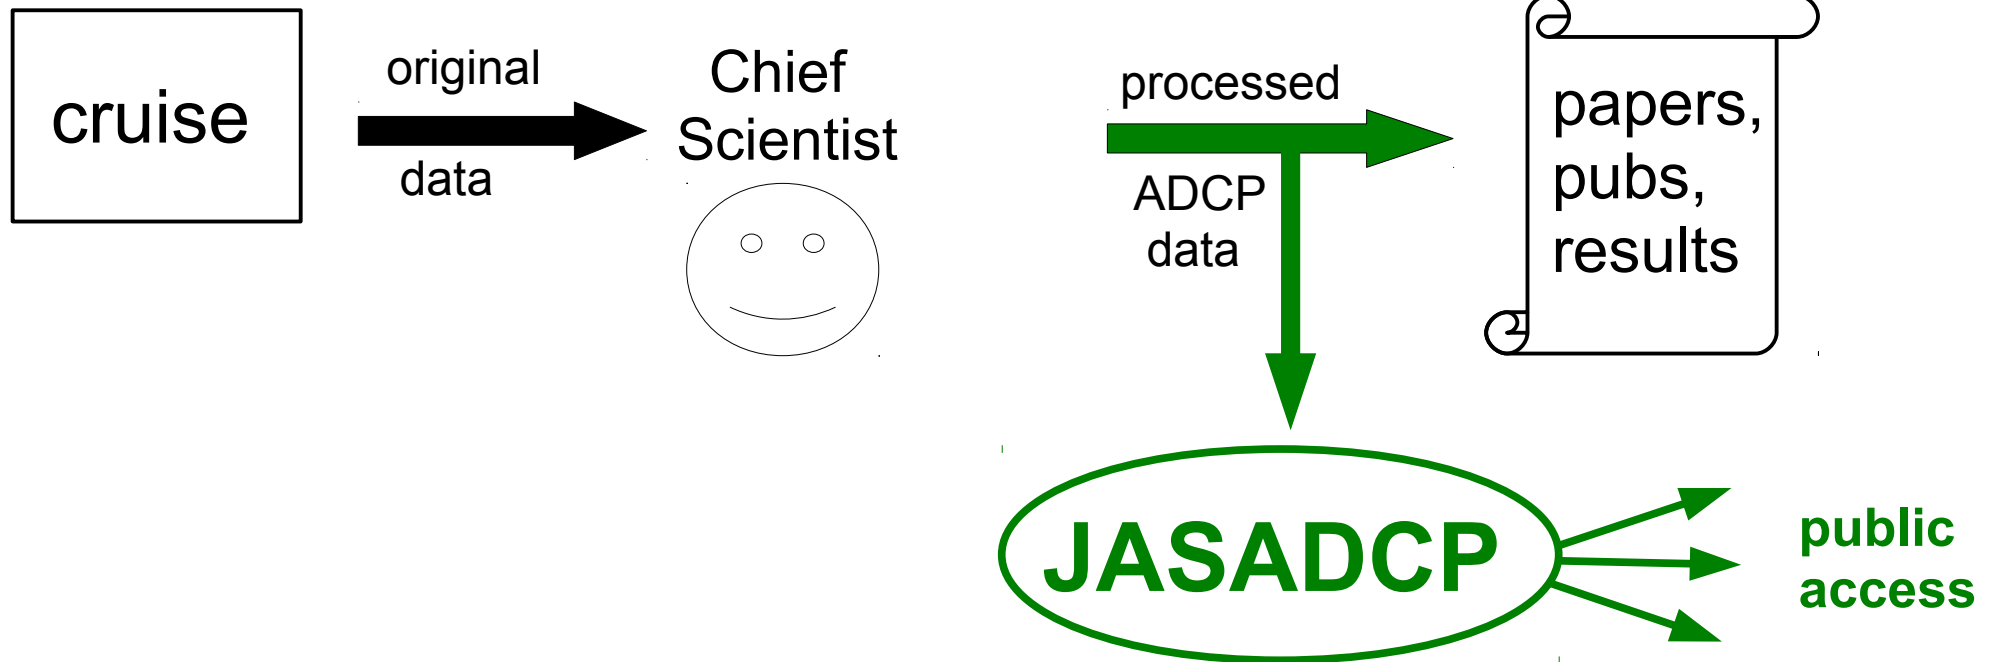 cruise
original
data
Chief
Scientist
processed
ADCP
data
papers,
pubs,
results
JASADCP
public
access